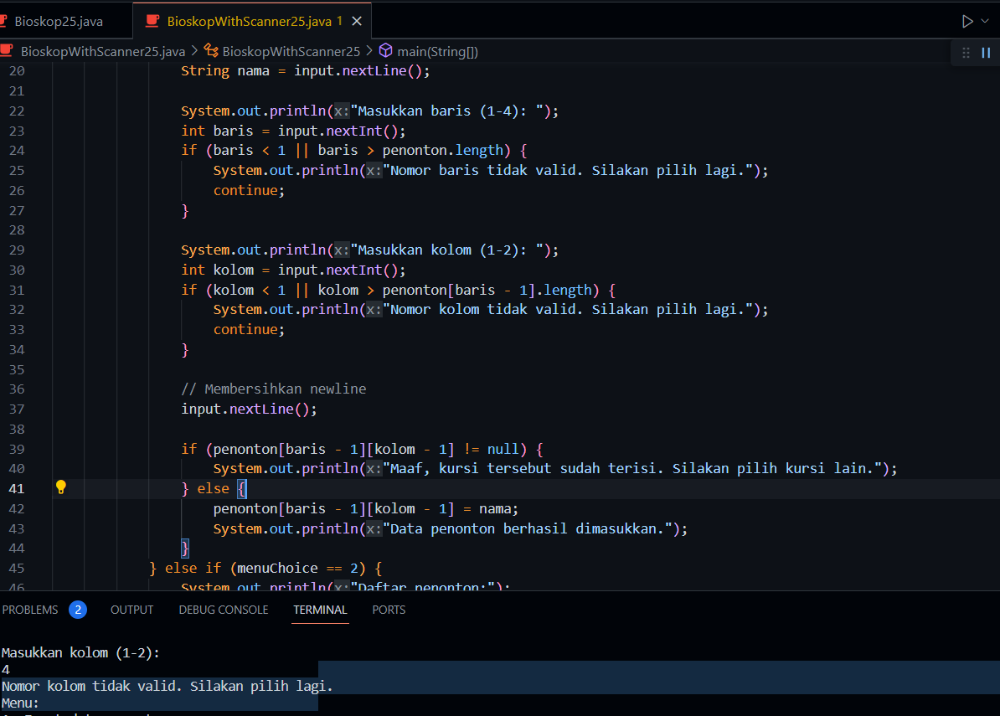 Bioskop25.java
BioskopWithScanner25.java 1
BioskopWithScanner25.java > BioskopWithScanner25 > main(String[])
20 String nama = input.nextLine();
21
22 System.out.println(x:"Masukkan baris (1-4): ");
23 int baris = input.nextInt();
24 if (baris < 1 || baris > penonton.length) {
25 System.out.println(x:"Nomor baris tidak valid. Silakan pilih lagi.");
26 continue;
27 }
28
29 System.out.println(x:"Masukkan kolom (1-2): ");
30 int kolom = input.nextInt();
31 if (kolom < 1 || kolom > penonton[baris - 1].length) {
32 System.out.println(x:"Nomor kolom tidak valid. Silakan pilih lagi.");
33 continue;
34 }
35
36 // Membersihkan newline
37 input.nextLine();
38
39 if (penonton[baris - 1][kolom - 1] != null) {
40 System.out.println(x:"Maaf, kursi tersebut sudah terisi. Silakan pilih kursi lain.");
41 } else {
42 penonton[baris - 1][kolom - 1] = nama;
43 System.out.println(x:"Data penonton berhasil dimasukkan.");
44 }
45 } else if (menuChoice == 2) {
46 System.out.println(x:"Daftar penonton:");
PROBLEMS 2 OUTPUT DEBUG CONSOLE TERMINAL PORTS
Masukkan kolom (1-2):
4
Nomor kolom tidak valid. Silakan pilih lagi.
Menu: